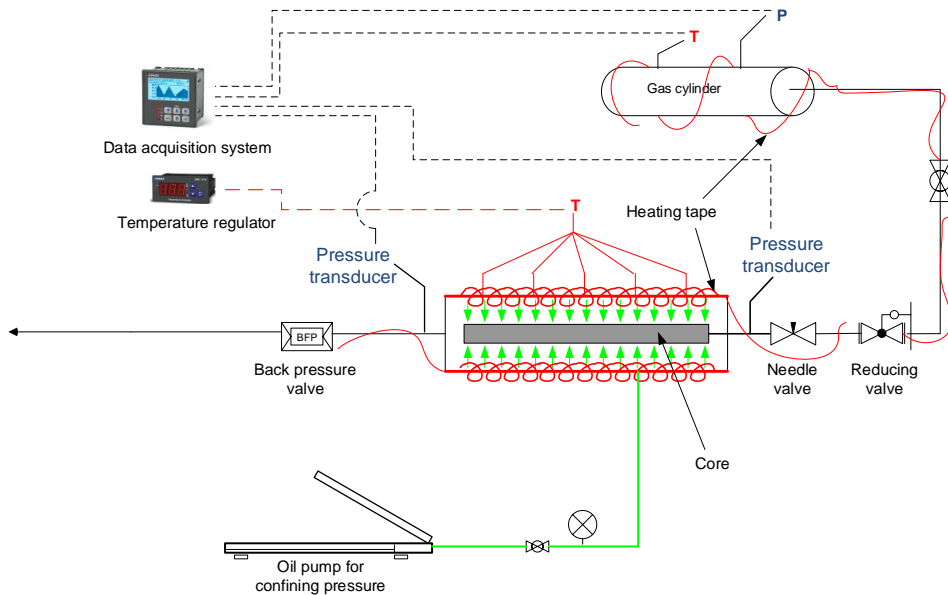 P
T
Gas cylinder
Data acquisition system
Heating tape
T
Temperature regulator
Pressure
transducer
Pressure
transducer
BFP
Back pressure
valve
Needle
valve
Reducing
valve
Core
Oil pump for
confining pressure